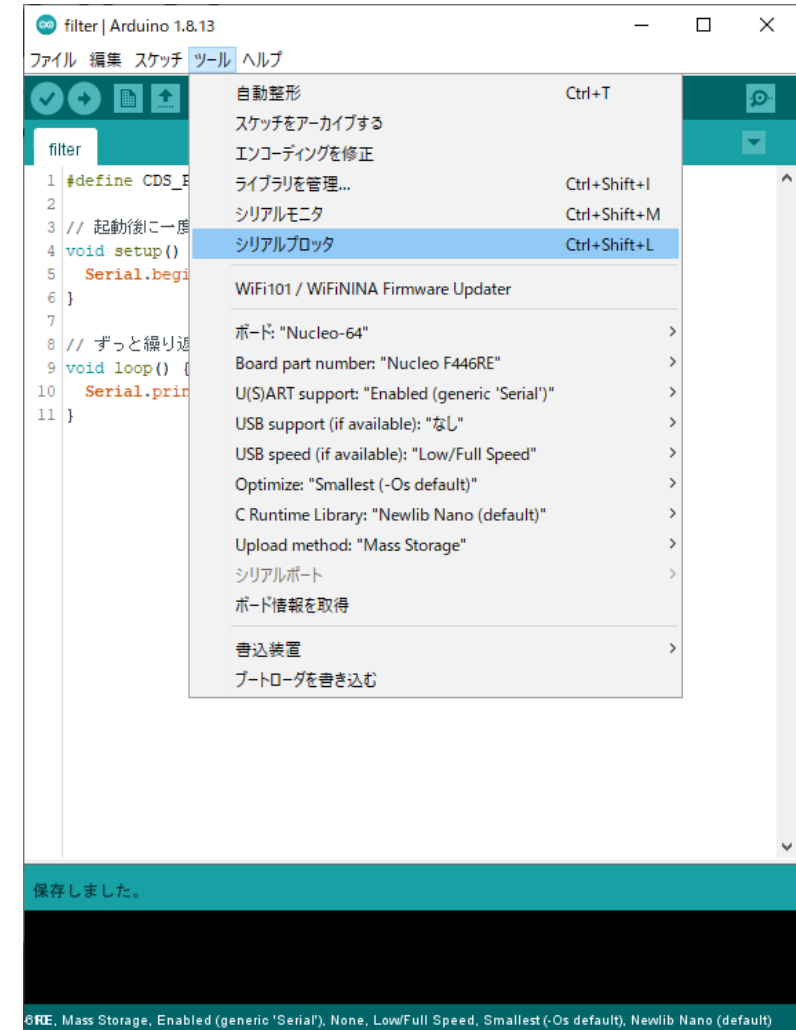 filter | Arduino 1.8.13
ファイル 編集 スケッチ ツール ヘルプ
自動整形 Ctrl+T
スケッチをアーカイブする
エンコーディングを修正
ライブラリを管理... Ctrl+Shift+I
シリアルモニタ Ctrl+Shift+M
シリアルプロッタ Ctrl+Shift+L
WiFi101 / WiFiNINA Firmware Updater
ボード: "Nucleo-64"
Board part number: "Nucleo F446RE"
U(S)ART support: "Enabled (generic 'Serial')"
USB support (if available): "なし"
USB speed (if available): "Low/Full Speed"
Optimize: "Smallest (-Os default)"
C Runtime Library: "Newlib Nano (default)"
Upload method: "Mass Storage"
シリアルポート
ボード情報を取得
書込装置
ブートローダを書き込む
filter
1 #define CDS_
2
3 // 起動後に一度
4 void setup()
5 Serial.begi
6 }
7
8 // ずっと繰り返
9 void loop() {
10 Serial.prin
11 }
保存しました。
Mass Storage, Enabled (generic 'Serial'), None, Low/Full Speed, Smallest (-Os default), Newlib Nano (default)